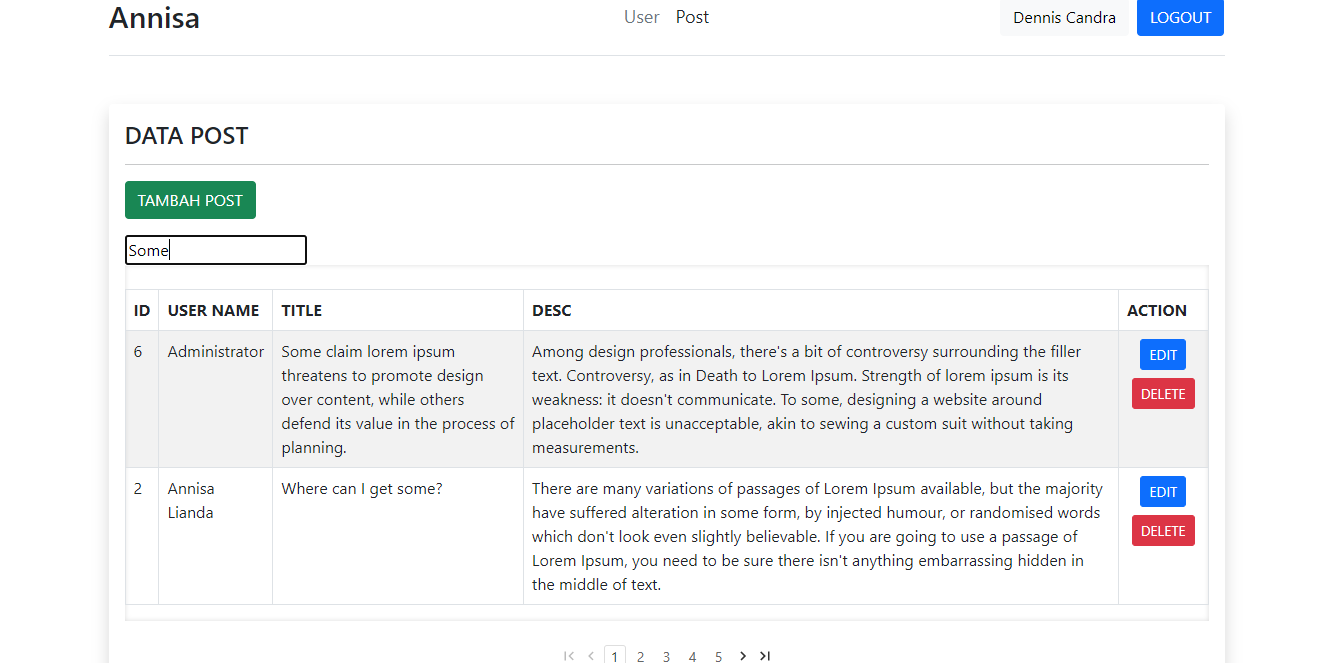 Annisa
User Post
Dennis Candra
LOGOUT
DATA POST
TAMBAH POST
Some
ID USER NAME TITLE DESC ACTION
6
Administrator
Some claim lorem ipsum
threatens to promote design
over content, while others
defend its value in the process of
planning.
Among design professionals, there's a bit of controversy surrounding the filler
text. Controversy, as in Death to Lorem Ipsum. Strength of lorem ipsum is its
weakness: it doesn't communicate. To some, designing a website around
placeholder text is unacceptable, akin to sewing a custom suit without taking
measurements.
EDIT
DELETE
2
Annisa
Lianda
Where can I get some?
There are many variations of passages of Lorem Ipsum available, but the majority
have suffered alteration in some form, by injected humour, or randomised words
which don't look even slightly believable. If you are going to use a passage of
Lorem Ipsum, you need to be sure there isn't anything embarrassing hidden in
the middle of text.
EDIT
DELETE
1 2 3 4 5